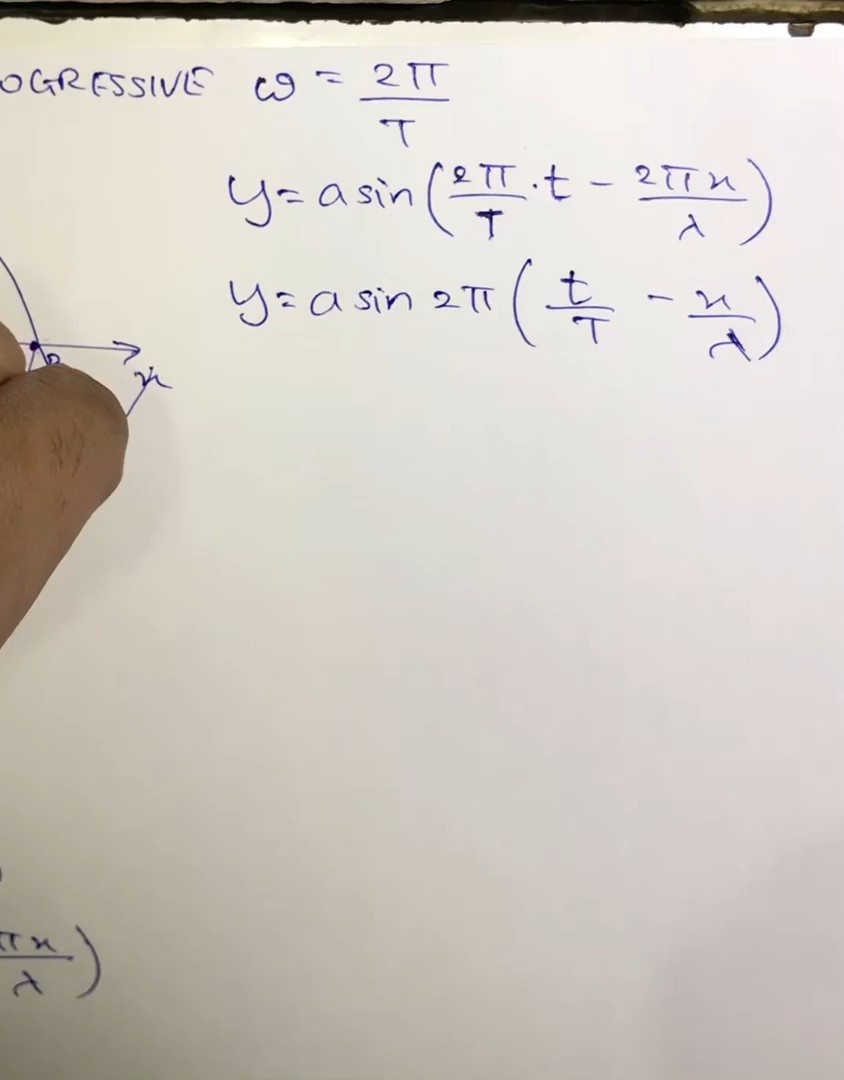 OGRESSIVE ω = 2π/T
y = a sin (2π/T . t - 2πx/λ)
y = a sin 2π (t/T - x/λ)
x
πx/λ)